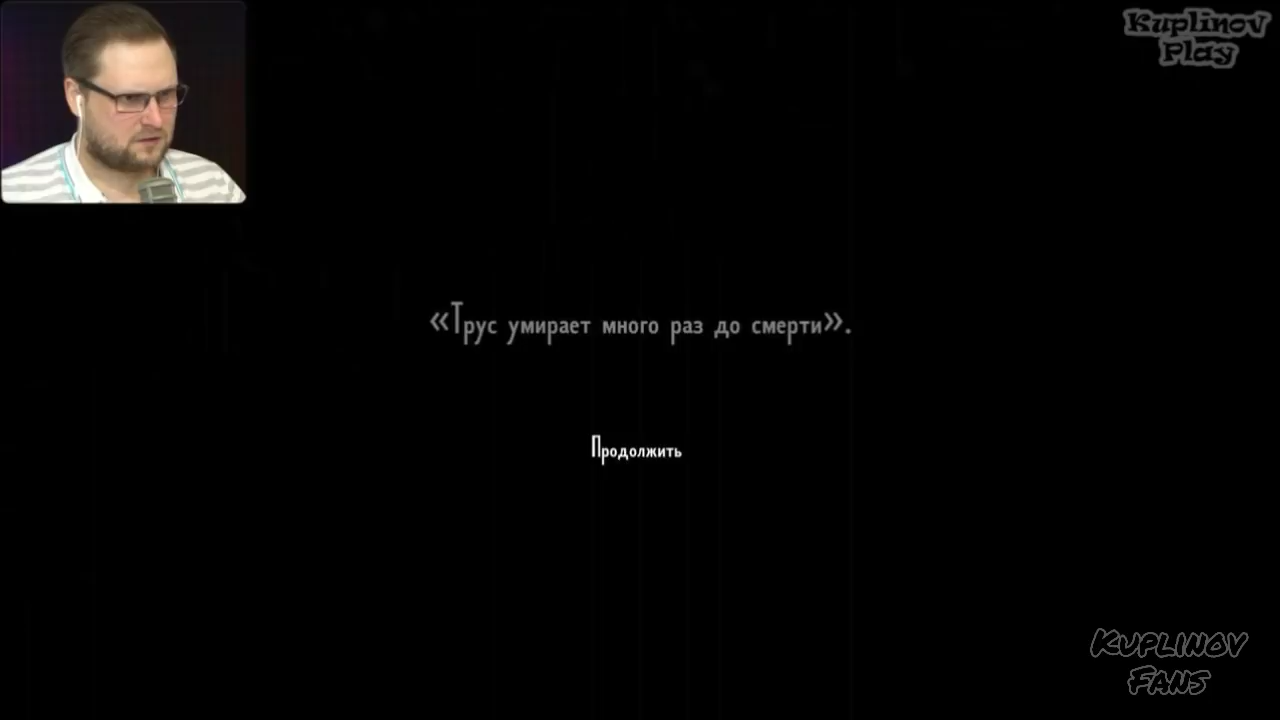 Kuplinov
Play
«Трус умирает много раз до смерти».
Продолжить
Kuplinov
Fans